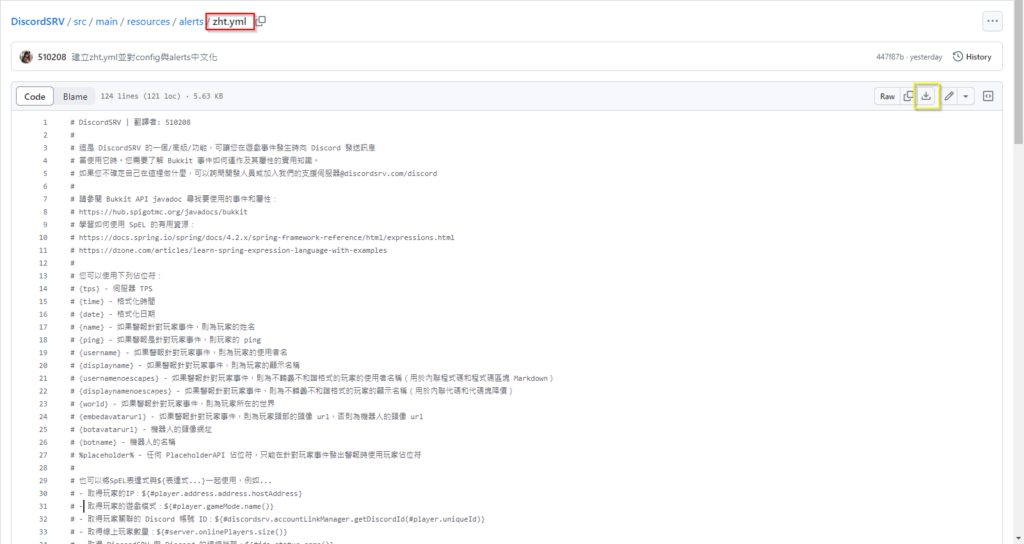 DiscordSRV / src / main / resources / alerts / zht.yml
510208 建立zht.yml並對config與alerts中文化 447f87b · yesterday History
Code Blame 124 lines (121 loc) · 5.63 KB Raw
1 # DiscordSRV | 翻譯者: 510208
2 #
3 # 這是 DiscordSRV 的一個/高級/功能，可讓您在遊戲事件發生時向 Discord 發送訊息
4 # 當使用它時，您需要了解 Bukkit 事件如何運作及其屬性的實用知識。
5 # 如果您不確定自己在這裡做什麼，可以詢問開發人員或加入我們的支援伺服器@discordsrv.com/discord
6 #
7 # 請參閱 Bukkit API javadoc 尋找要使用的事件和屬性：
8 # https://hub.spigotmc.org/javadocs/bukkit
9 # 學習如何使用 SpEL 的有用資源：
10 # https://docs.spring.io/spring/docs/4.2.x/spring-framework-reference/html/expressions.html
11 # https://dzone.com/articles/learn-spring-expression-language-with-examples
12 #
13 # 您可以使用下列佔位符：
14 # {tps} - 伺服器 TPS
15 # {time} - 格式化時間
16 # {date} - 格式化日期
17 # {name} - 如果警報針對玩家事件，則為玩家的姓名
18 # {ping} - 如果警報是針對玩家事件，則玩家的 ping
19 # {username} - 如果警報針對玩家事件，則為玩家的使用者名
20 # {displayname} - 如果警報針對玩家事件，則為玩家的顯示名稱
21 # {usernamenoescapes} - 如果警報針對玩家事件，則為不轉義不和諧格式的玩家的使用者名稱（用於內聯程式碼和程式碼區塊 Markdown）
22 # {displaynamenoescapes} - 如果警報針對玩家事件，則為不轉義不和諧格式的玩家的顯示名稱（用於內聯代碼和代碼塊降價）
23 # {world} - 如果警報針對玩家事件，則為玩家所在的世界
24 # {embedavatarurl} - 如果警報針對玩家事件，則為玩家頭部的頭像 url，否則為機器人的頭像 url
25 # {botavatarurl} - 機器人的頭像網址
26 # {botname} - 機器人的名稱
27 # %placeholder% - 任何 PlaceholderAPI 佔位符，只能在針對玩家事件發出警報時使用玩家佔位符
28 #
29 # 也可以將SpEL表達式與${表達式...}一起使用，例如...
30 # - 取得玩家的IP：${#player.address.address.hostAddress}
31 # - 取得玩家的遊戲模式：${#player.gameMode.name()}
32 # - 取得玩家關聯的 Discord 帳號 ID：${#discordsrv.accountLinkManager.getDiscordId(#player.uniqueId)}
33 # - 取得線上玩家數量：${#server.onlinePlayers.size()}